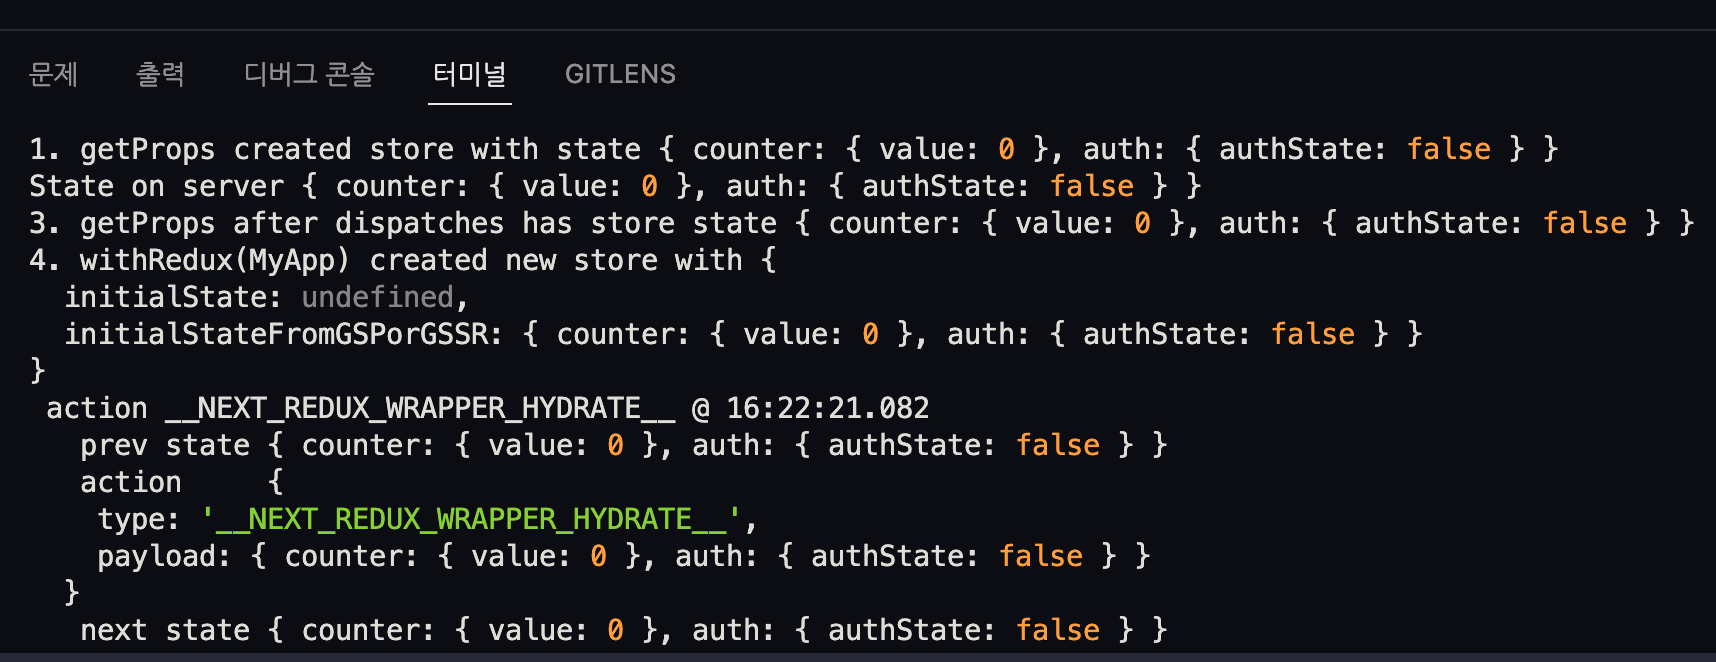 문제 출력 디버그 콘솔 터미널 GITLENS
1. getProps created store with state { counter: { value: 0 }, auth: { authState: false } }
State on server { counter: { value: 0 }, auth: { authState: false } }
3. getProps after dispatches has store state { counter: { value: 0 }, auth: { authState: false } }
4. withRedux(MyApp) created new store with {
  initialState: undefined,
  initialStateFromGSPorGSSR: { counter: { value: 0 }, auth: { authState: false } }
}
 action __NEXT_REDUX_WRAPPER_HYDRATE__ @ 16:22:21.082
   prev state { counter: { value: 0 }, auth: { authState: false } }
   action     {
    type: '__NEXT_REDUX_WRAPPER_HYDRATE__',
    payload: { counter: { value: 0 }, auth: { authState: false } }
  }
   next state { counter: { value: 0 }, auth: { authState: false } }